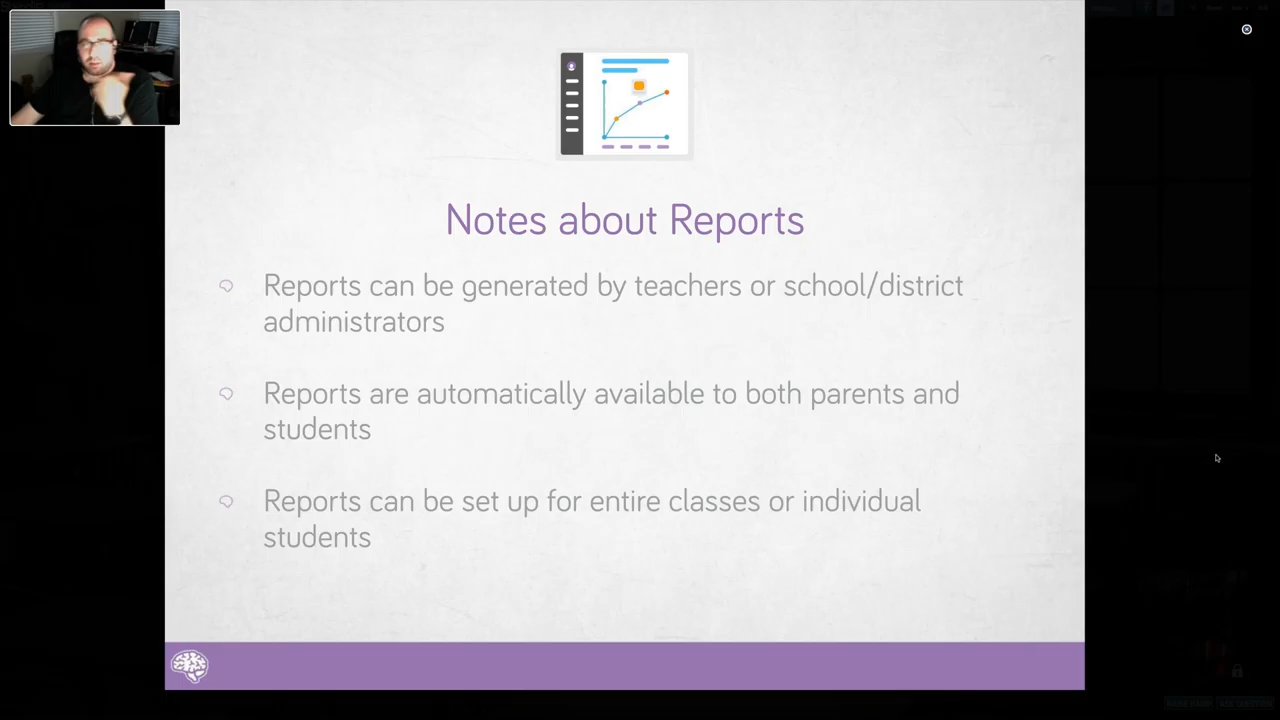 Notes about Reports
Reports can be generated by teachers or school/district
administrators
Reports are automatically available to both parents and
students
Reports can be set up for entire classes or individual
students